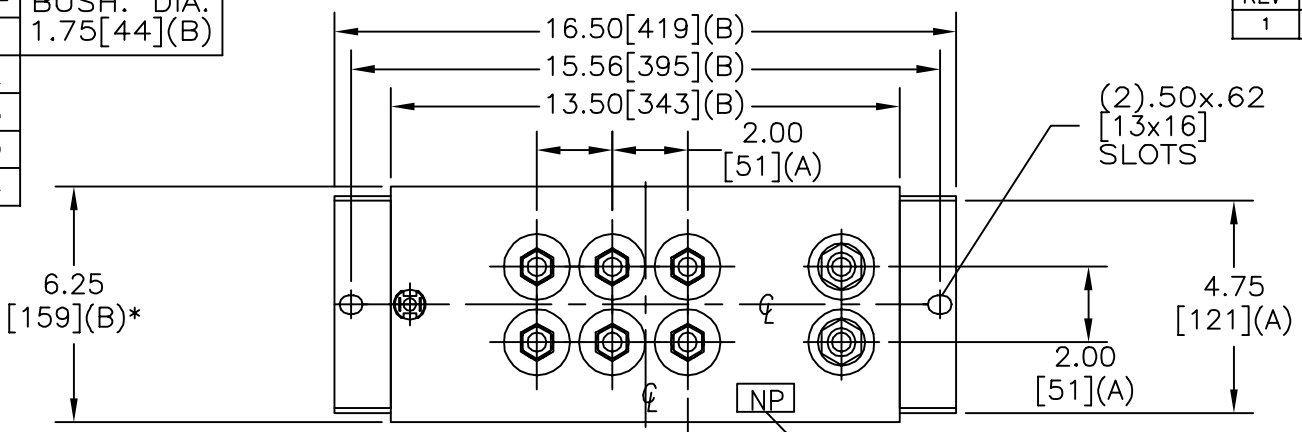 BUSH. DIA.
1.75[44](B)
REV
1
16.50[419](B)
15.56[395](B)
13.50[343](B)
2.00
[51](A)
(2).50x.62
[13x16]
SLOTS
6.25
[159](B)*
4.75
[121](A)
2.00
[51](A)
℄
℄
NP